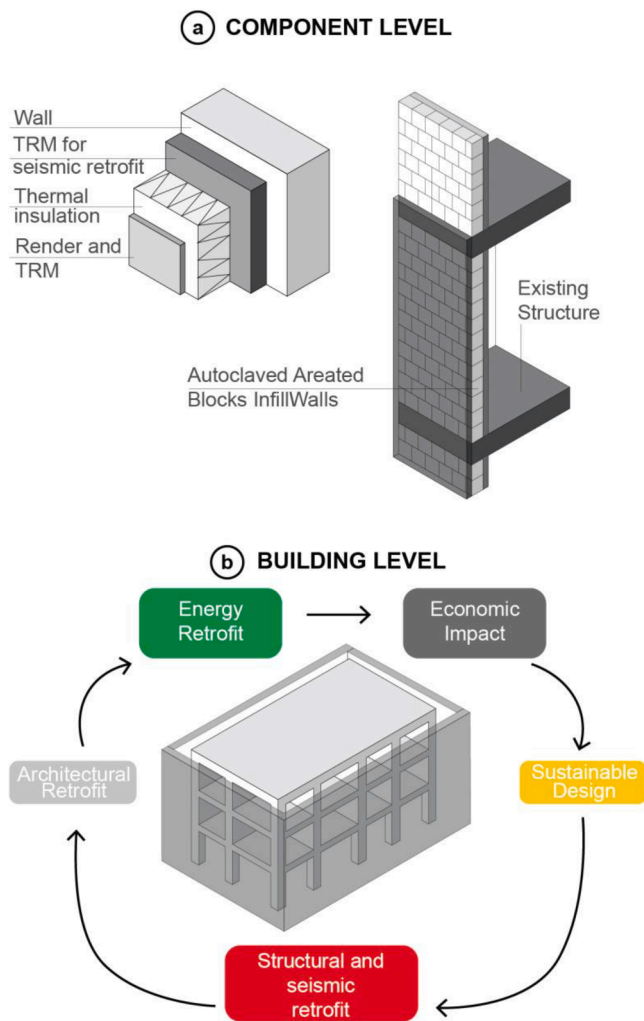 a COMPONENT LEVEL
Wall
TRM for
seismic retrofit
Thermal
insulation
Render and
TRM
Existing
Structure
Autoclaved Areated
Blocks InfillWalls
b BUILDING LEVEL
Energy
Retrofit
Economic
Impact
Architectural
Retrofit
Sustainable
Design
Structural and
seismic
retrofit